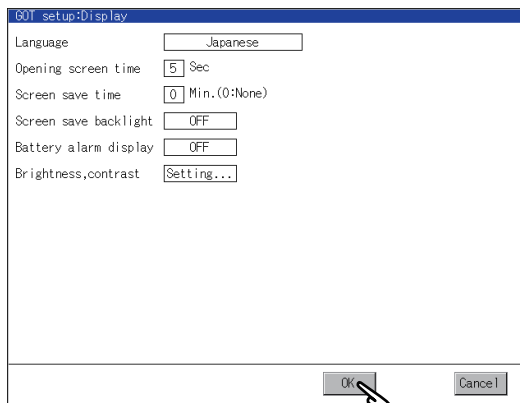 GOT setup:Display
Language Japanese
Opening screen time 5 Sec
Screen save time 0 Min.(0:None)
Screen save backlight OFF
Battery alarm display OFF
Brightness,contrast Setting...
OK Cancel